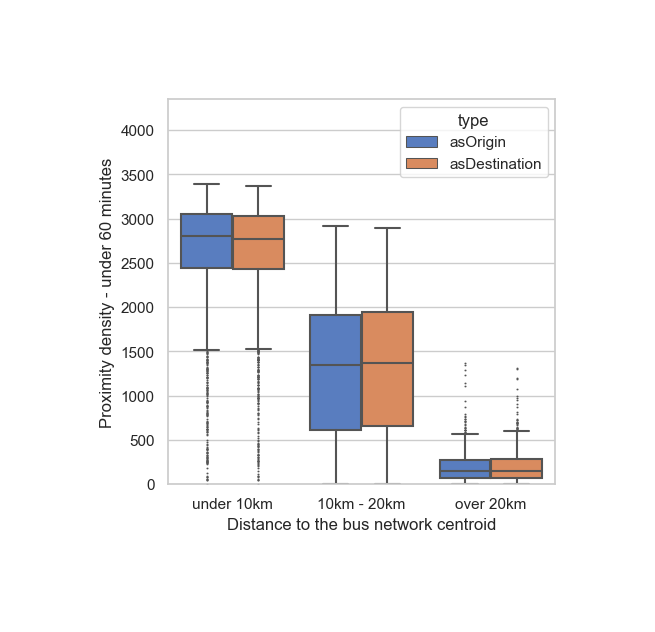 type
asOrigin
asDestination
4000
3500
3000
2500
2000
1500
1000
500
0
Proximity density - under 60 minutes
under 10km
10km - 20km
over 20km
Distance to the bus network centroid